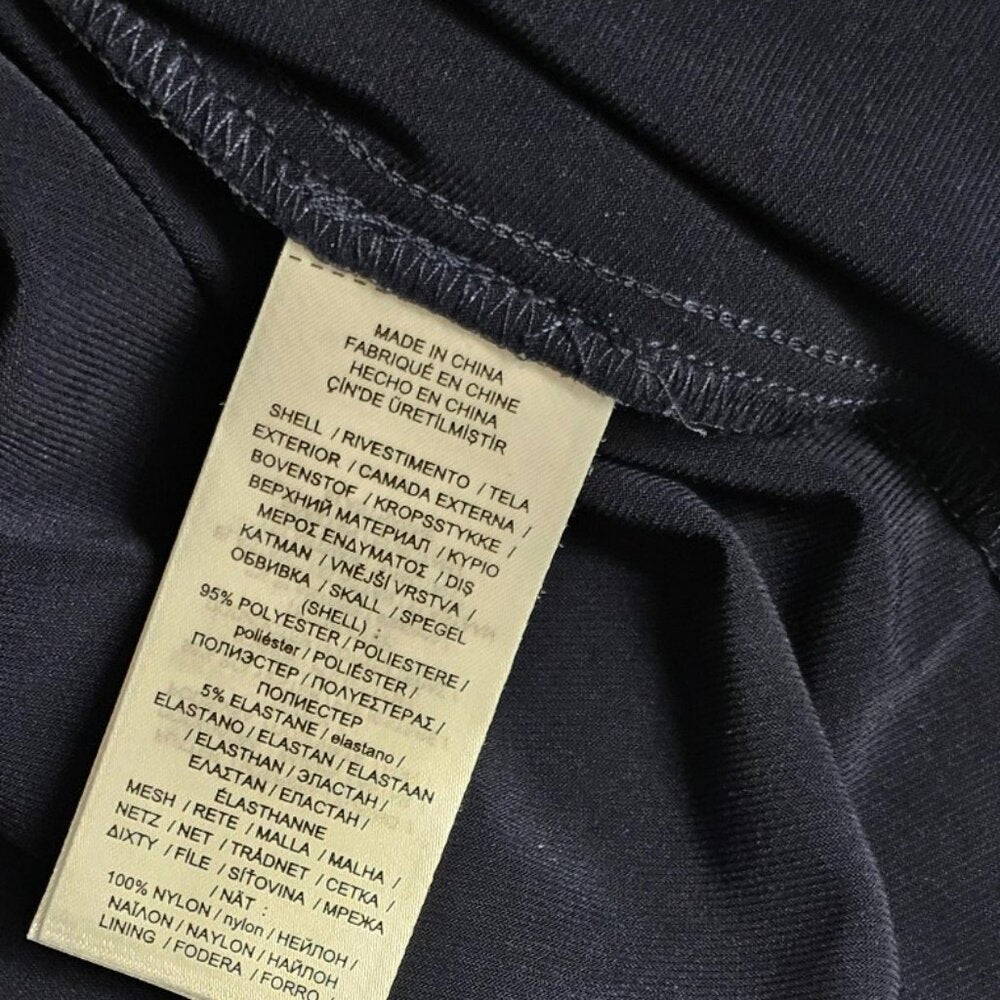 MADE IN CHINA
FABRIQUÉ EN CHINE
HECHO EN CHINA
ÇİN'DE ÜRETİLMİŞTİR
SHELL / RIVESTIMENTO / TELA
EXTERIOR / CAMADA EXTERNA /
BOVENSTOF / KROPSSTYKKE /
ВЕРХНИЙ МАТЕРИАЛ / ΚΥΡΙΟ
ΜΕΡΟΣ ΕΝΔΥΜΑΤΟΣ / DIŞ
KATMAN / VNĚJŠÍ VRSTVA /
ОБВИВКА / SKALL / SPEGEL
(SHELL) :
95% POLYESTER / POLIESTERE /
poliéster / POLIÉSTER /
ПОЛИЭСТЕР / ΠΟΛΥΕΣΤΕΡΑΣ /
ПОЛИЕСТЕР
5% ELASTANE / elastano /
ELASTANO / ELASTAN / ELASTAAN
/ ELASTHAN / ЭЛАСТАН /
ΕΛΑΣΤΑΝ / ЕЛАСТАН /
ÉLASTHANNE
MESH / RETE / MALLA / MALHA /
NETZ / NET / TRÅDNET / СЕТКА /
ΔΙΧΤΥ / FİLE / SÍŤOVINA / МРЕЖА
/ NÄT :
100% NYLON / nylon / НЕЙЛОН /
ΝΑΪΛΟΝ / NAYLON / НАЙЛОН
LINING / FODERA / FORRO